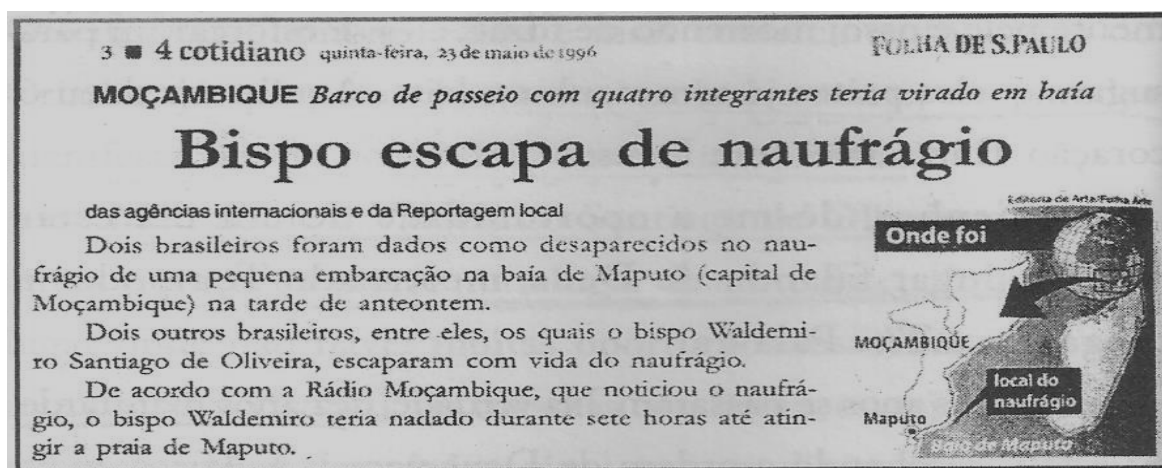 3 ■ 4 cotidiano quinta-feira, 23 de maio de 1996 FOLHA DE S.PAULO
MOÇAMBIQUE Barco de passeio com quatro integrantes teria virado em baía
Bispo escapa de naufrágio
das agências internacionais e da Reportagem local
Dois brasileiros foram dados como desaparecidos no nau-
frágio de uma pequena embarcação na baía de Maputo (capital de
Moçambique) na tarde de anteontem.
Dois outros brasileiros, entre eles, os quais o bispo Waldemi-
ro Santiago de Oliveira, escaparam com vida do naufrágio.
De acordo com a Rádio Moçambique, que noticiou o naufrá-
gio, o bispo Waldemiro teria nadado durante sete horas até atin-
gir a praia de Maputo.
Editoria de Arte/Folha Arte
Onde foi
MOÇAMBIQUE
local do
naufrágio
Maputo
Baio de Maputo